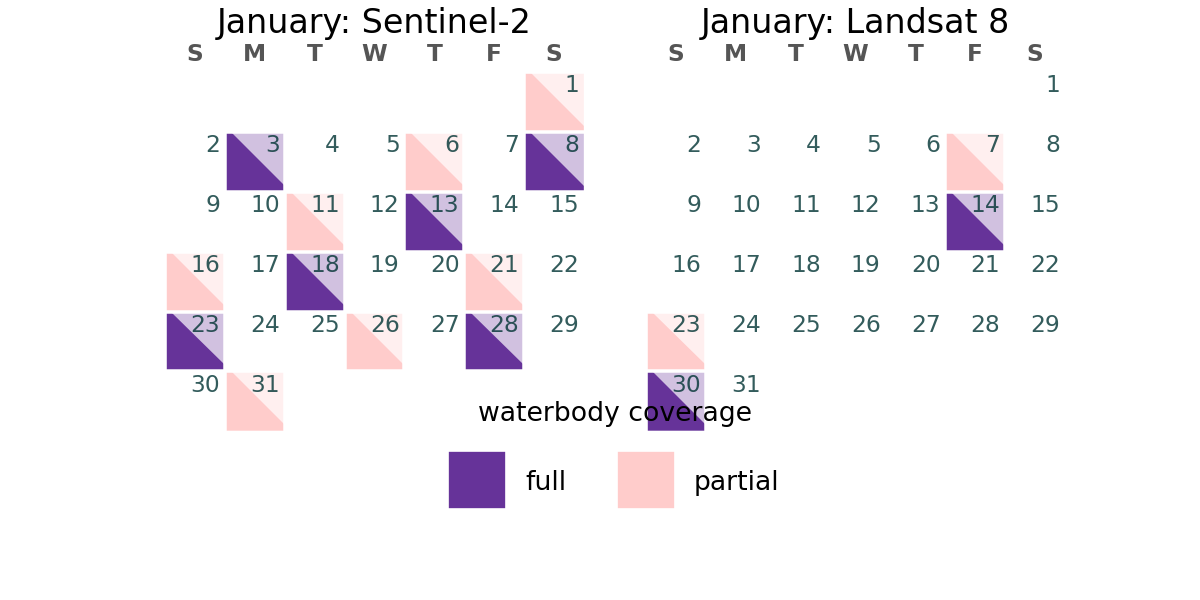 January: Sentinel-2
S M T W T F S
1
2 3 4 5 6 7 8
9 10 11 12 13 14 15
16 17 18 19 20 21 22
23 24 25 26 27 28 29
30 31
January: Landsat 8
S M T W T F S
1
2 3 4 5 6 7 8
9 10 11 12 13 14 15
16 17 18 19 20 21 22
23 24 25 26 27 28 29
30 31
waterbody coverage
full
partial